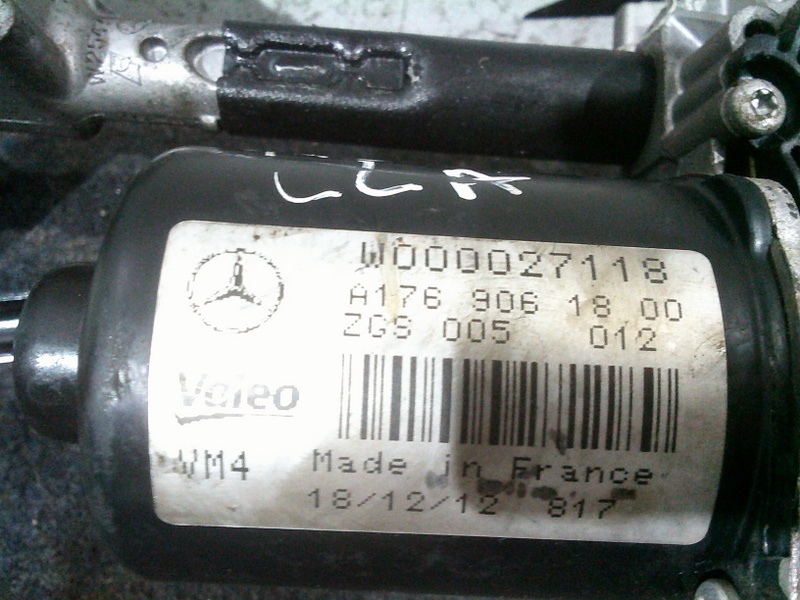 LLA
W000027118
A176 906 18 00
ZGS 005 012
Valeo
WM4
Made in France
18/12/12 817